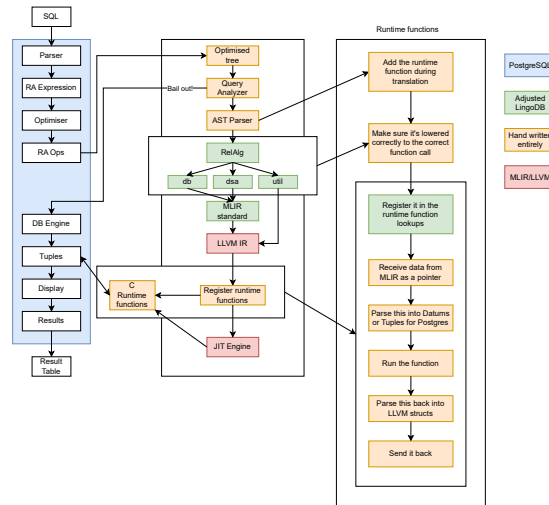 SQL
Parser
RA Expression
Optimiser
RA Ops
DB Engine
Tuples
Display
Results
Result
Table
Optimised
tree
Bail out!
Query
Analyzer
AST Parser
RelAlg
db
dsa
util
MLIR
standard
LLVM IR
C
Runtime
functions
Register runtime
functions
JIT Engine
Runtime functions
Add the runtime
function during
translation
Make sure it's lowered
correctly to the correct
function call
Register it in the
runtime function
lookups
Receive data from
MLIR as a pointer
Parse this into Datums
or Tuples for Postgres
Run the function
Parse this back into
LLVM structs
Send it back
PostgreSQL
Adjusted
LingoDB
Hand written
entirely
MLIR/LLVM